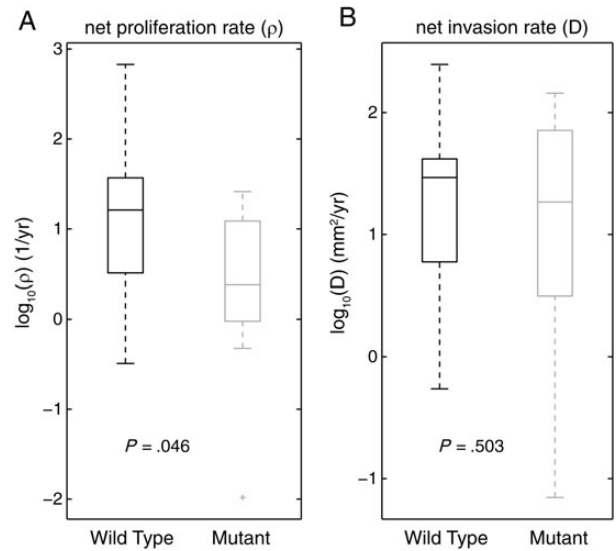 A
net proliferation rate (ρ)
log10(ρ) (1/yr)
3
2
1
0
−1
−2
P = .046
Wild Type
Mutant
B
net invasion rate (D)
log10(D) (mm²/yr)
2
1
0
−1
P = .503
Wild Type
Mutant